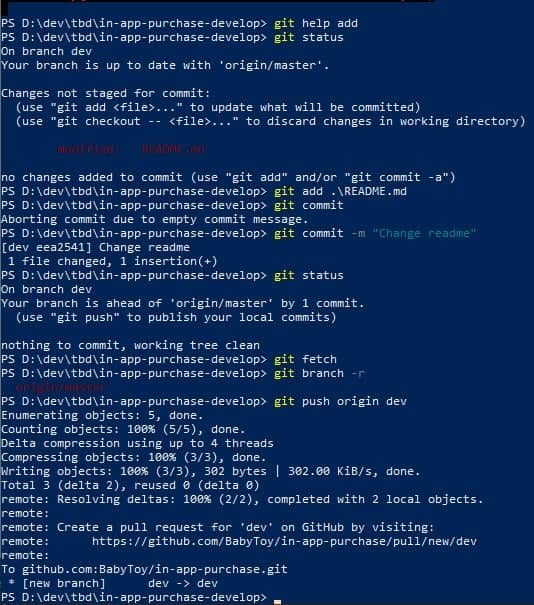 PS D:\dev\tbd\in-app-purchase-develop> git help add
PS D:\dev\tbd\in-app-purchase-develop> git status
On branch dev
Your branch is up to date with 'origin/master'.
Changes not staged for commit:
(use "git add <file>..." to update what will be committed)
(use "git checkout -- <file>..." to discard changes in working directory)
modified: README.md
no changes added to commit (use "git add" and/or "git commit -a")
PS D:\dev\tbd\in-app-purchase-develop> git add .\README.md
PS D:\dev\tbd\in-app-purchase-develop> git commit
Aborting commit due to empty commit message.
PS D:\dev\tbd\in-app-purchase-develop> git commit -m "Change readme"
[dev eea2541] Change readme
1 file changed, 1 insertion(+)
PS D:\dev\tbd\in-app-purchase-develop> git status
On branch dev
Your branch is ahead of 'origin/master' by 1 commit.
(use "git push" to publish your local commits)
nothing to commit, working tree clean
PS D:\dev\tbd\in-app-purchase-develop> git fetch
PS D:\dev\tbd\in-app-purchase-develop> git branch -r
origin/master
PS D:\dev\tbd\in-app-purchase-develop> git push origin dev
Enumerating objects: 5, done.
Counting objects: 100% (5/5), done.
Delta compression using up to 4 threads
Compressing objects: 100% (3/3), done.
Writing objects: 100% (3/3), 302 bytes | 302.00 KiB/s, done.
Total 3 (delta 2), reused 0 (delta 0)
remote: Resolving deltas: 100% (2/2), completed with 2 local objects.
remote:
remote: Create a pull request for 'dev' on GitHub by visiting:
remote: https://github.com/BabyToy/in-app-purchase/pull/new/dev
remote:
To github.com:BabyToy/in-app-purchase.git
* [new branch] dev -> dev
PS D:\dev\tbd\in-app-purchase-develop>